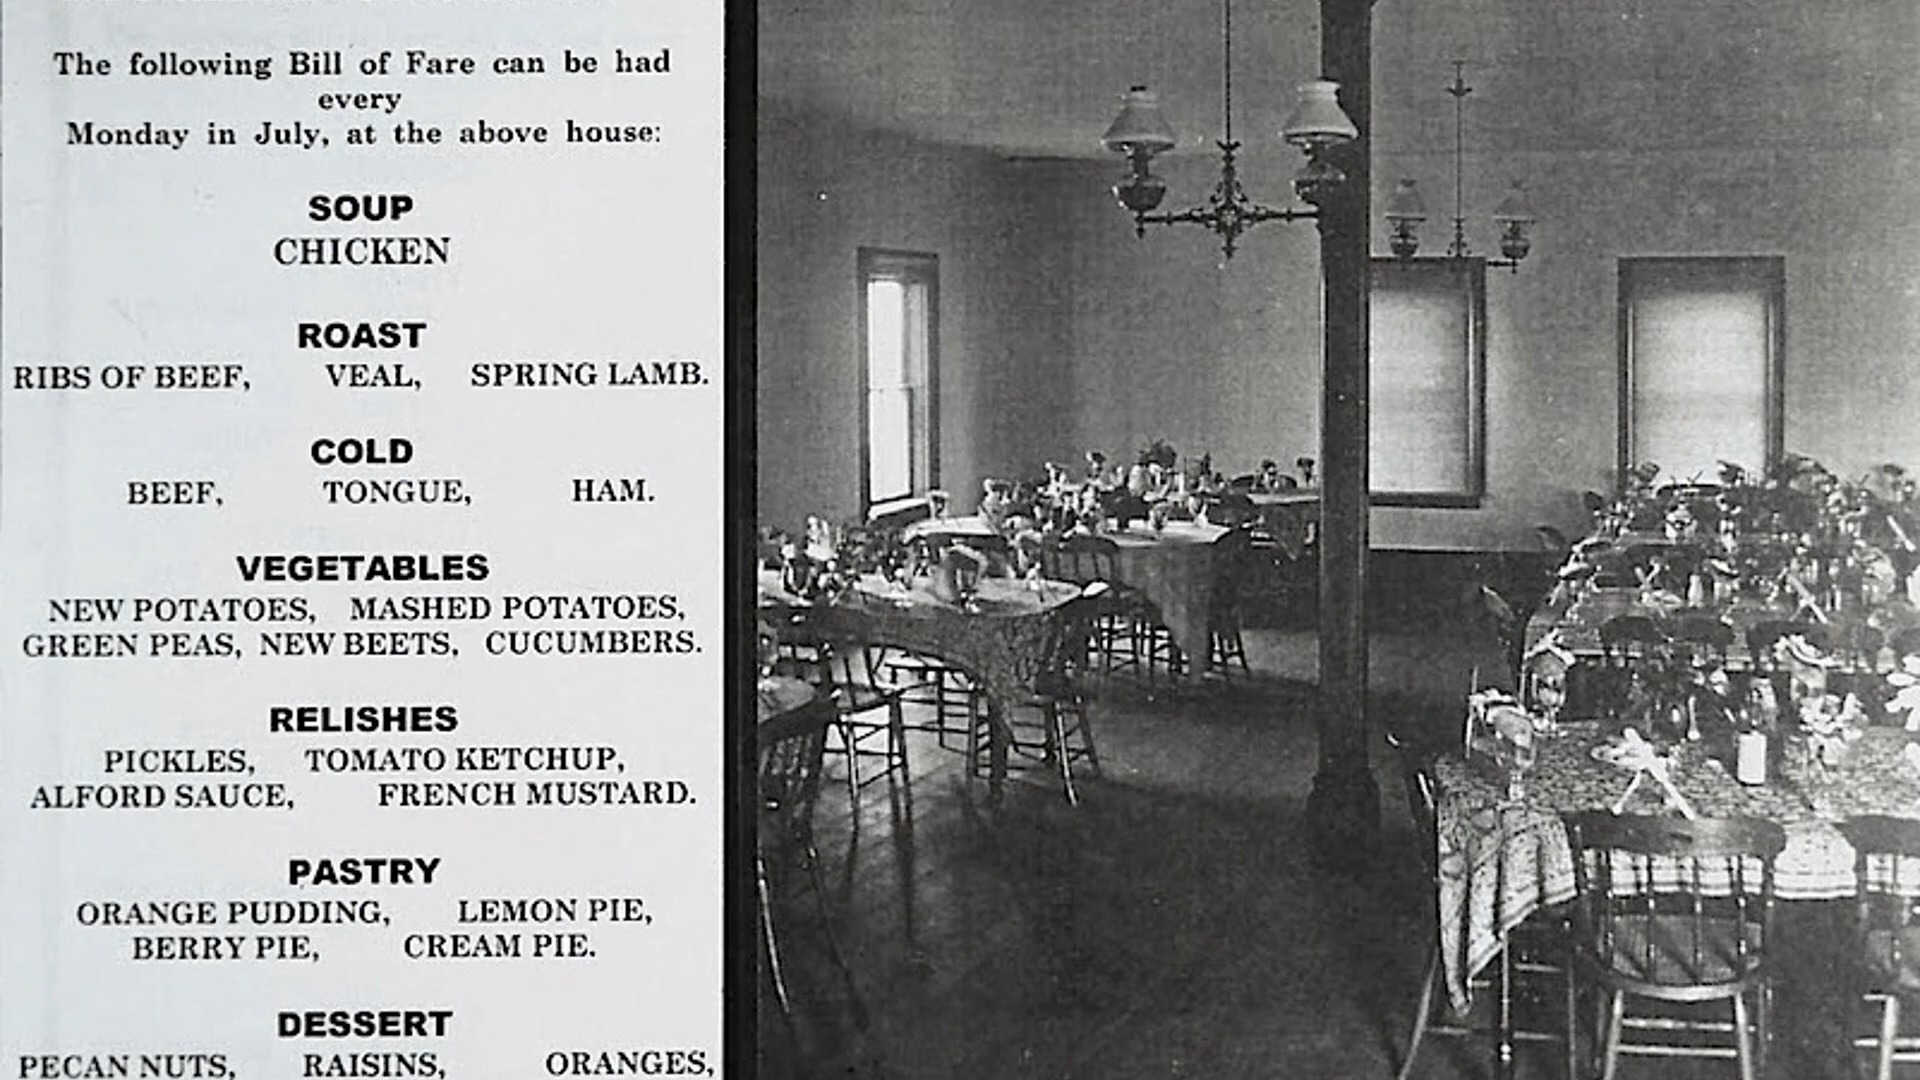 The following Bill of Fare can be had
every
Monday in July, at the above house:
SOUP
CHICKEN
ROAST
RIBS OF BEEF, VEAL, SPRING LAMB.
COLD
BEEF, TONGUE, HAM.
VEGETABLES
NEW POTATOES, MASHED POTATOES,
GREEN PEAS, NEW BEETS, CUCUMBERS.
RELISHES
PICKLES, TOMATO KETCHUP,
ALFORD SAUCE, FRENCH MUSTARD.
PASTRY
ORANGE PUDDING, LEMON PIE,
BERRY PIE, CREAM PIE.
DESSERT
PECAN NUTS, RAISINS, ORANGES,